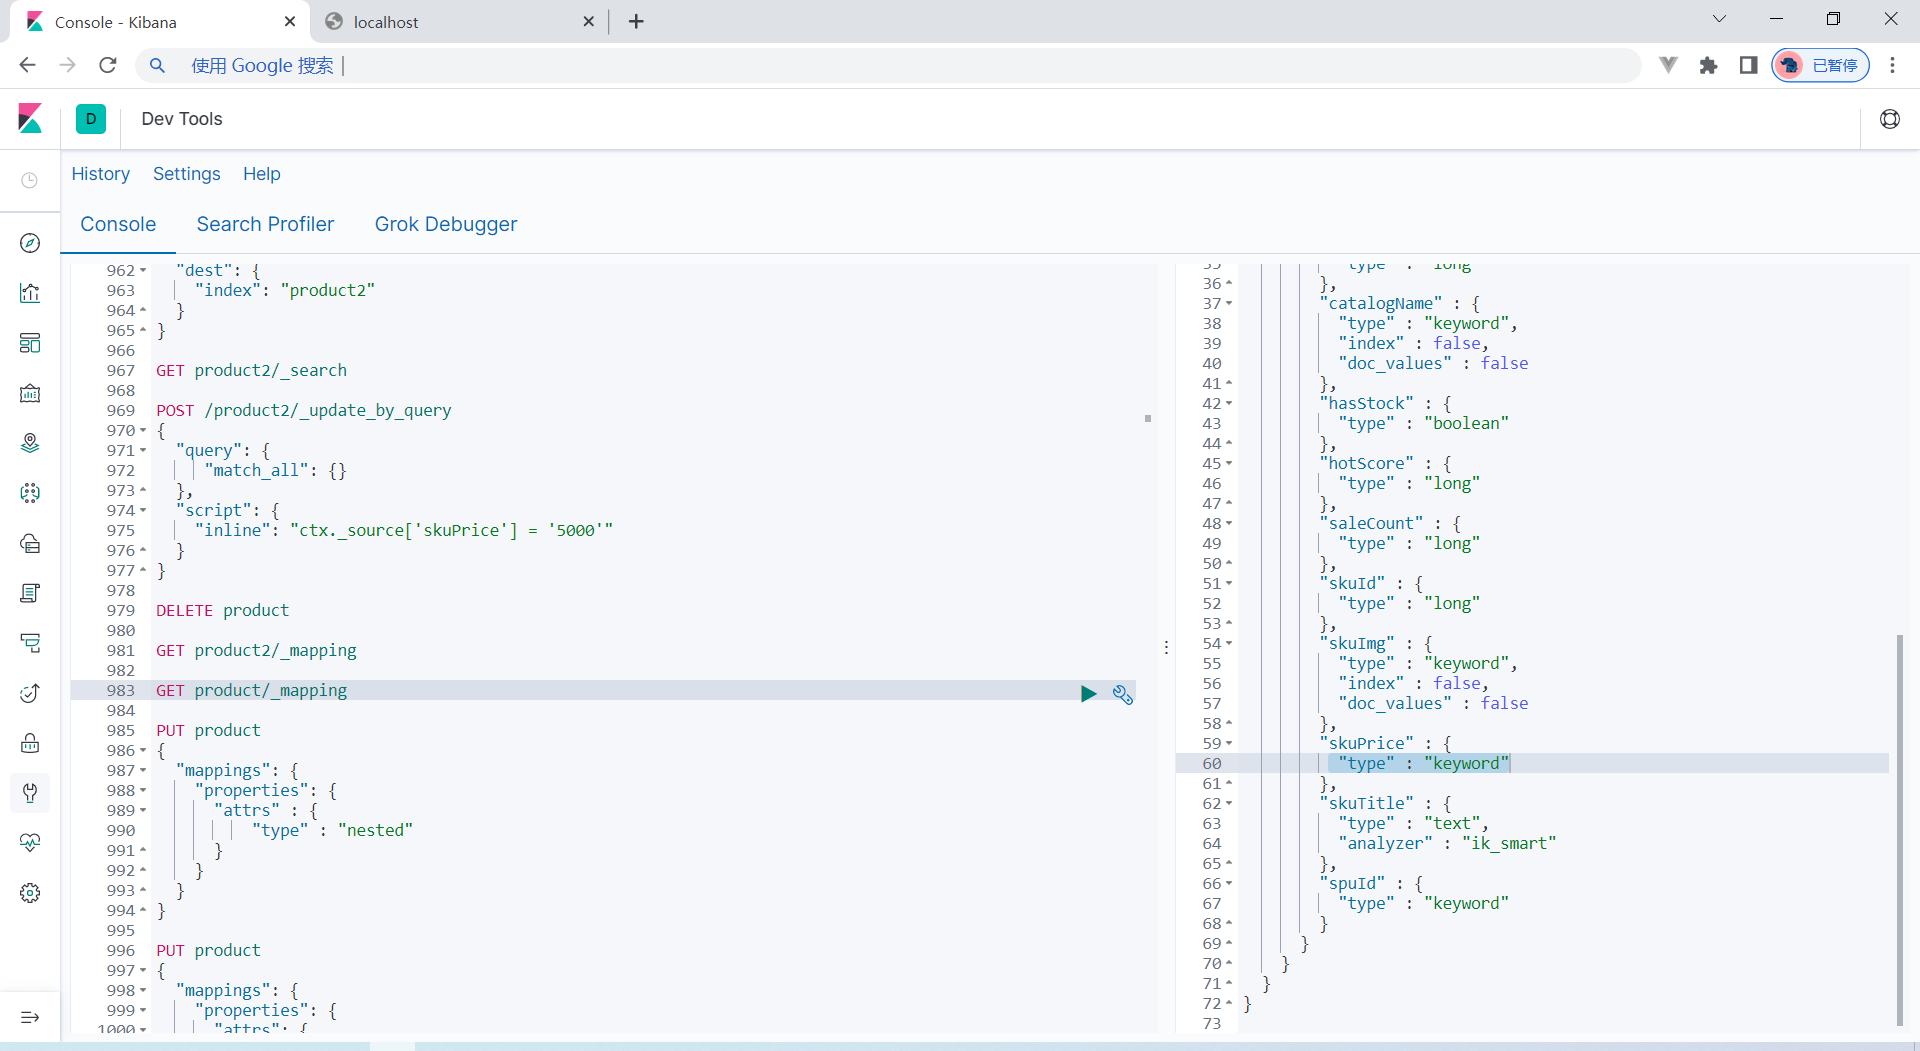 Console - Kibana
localhost
使用 Google 搜索
已暂停
D
Dev Tools
History
Settings
Help
Console
Search Profiler
Grok Debugger
962 "dest": {
963 "index": "product2"
964 }
965 }
966
967 GET product2/_search
968
969 POST /product2/_update_by_query
970 {
971 "query": {
972 "match_all": {}
973 },
974 "script": {
975 "inline": "ctx._source['skuPrice'] = '5000'"
976 }
977 }
978
979 DELETE product
980
981 GET product2/_mapping
982
983 GET product/_mapping
984
985 PUT product
986 {
987 "mappings": {
988 "properties": {
989 "attrs" : {
990 "type" : "nested"
991 }
992 }
993 }
994 }
995
996 PUT product
997 {
998 "mappings": {
999 "properties": {
1000 "attrs": {
35 "type" : "long"
36 },
37 "catalogName" : {
38 "type" : "keyword",
39 "index" : false,
40 "doc_values" : false
41 },
42 "hasStock" : {
43 "type" : "boolean"
44 },
45 "hotScore" : {
46 "type" : "long"
47 },
48 "saleCount" : {
49 "type" : "long"
50 },
51 "skuId" : {
52 "type" : "long"
53 },
54 "skuImg" : {
55 "type" : "keyword",
56 "index" : false,
57 "doc_values" : false
58 },
59 "skuPrice" : {
60 "type" : "keyword"
61 },
62 "skuTitle" : {
63 "type" : "text",
64 "analyzer" : "ik_smart"
65 },
66 "spuId" : {
67 "type" : "keyword"
68 }
69 }
70 }
71 }
72 }
73